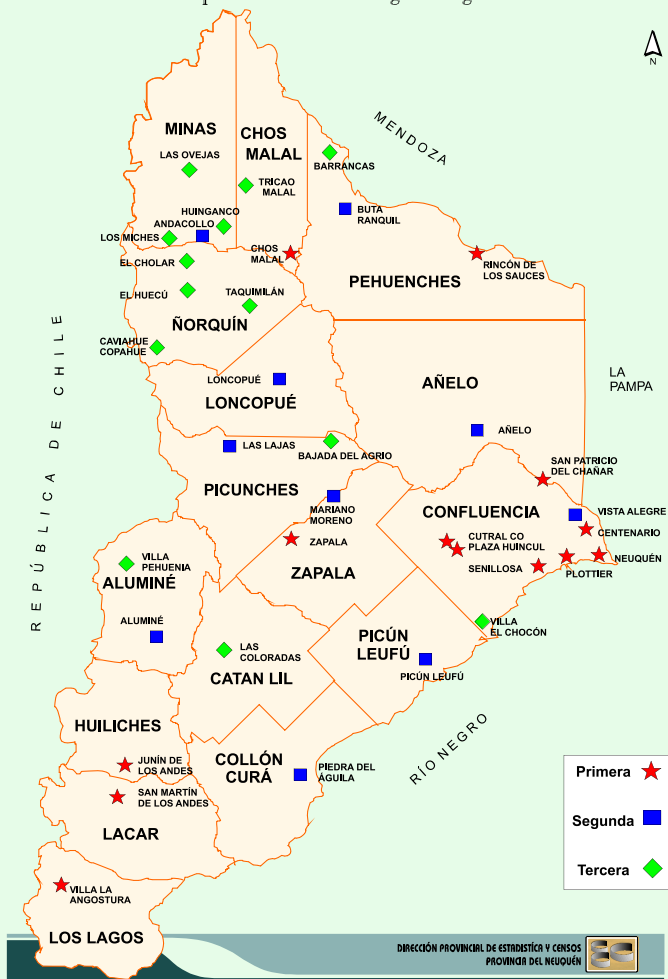 N
MENDOZA
MINAS
CHOS
MALAL
LAS OVEJAS
BARRANCAS
TRICAO
MALAL
HUINGANCO
ANDACOLLO
BUTA
RANQUIL
LOS MICHES
CHOS
MALAL
EL CHOLAR
RINCÓN DE
LOS SAUCES
PEHUENCHES
EL HUECÚ
TAQUIMILÁN
ÑORQUÍN
CAVIAHUE
COPAHUE
REPÚBLICA DE CHILE
LA
PAMPA
LONCOPUÉ
LONCOPUÉ
AÑELO
AÑELO
LAS LAJAS
BAJADA DEL AGRIO
SAN PATRICIO
DEL CHAÑAR
PICUNCHES
MARIANO
MORENO
CONFLUENCIA
VISTA ALEGRE
CENTENARIO
ZAPALA
CUTRAL CO
PLAZA HUINCUL
VILLA
PEHUENIA
ZAPALA
SENILLOSA
NEUQUÉN
PLOTTIER
ALUMINÉ
ALUMINÉ
VILLA
EL CHOCÓN
PICÚN
LEUFÚ
LAS
COLORADAS
CATAN LIL
PICÚN LEUFÚ
HUILICHES
RÍO NEGRO
JUNÍN DE
LOS ANDES
COLLÓN
CURÁ
PIEDRA DEL
ÁGUILA
SAN MARTÍN
DE LOS ANDES
LACAR
Primera
Segunda
Tercera
VILLA LA
ANGOSTURA
LOS LAGOS
DIRECCIÓN PROVINCIAL DE ESTADÍSTICA Y CENSOS
PROVINCIA DEL NEUQUÉN